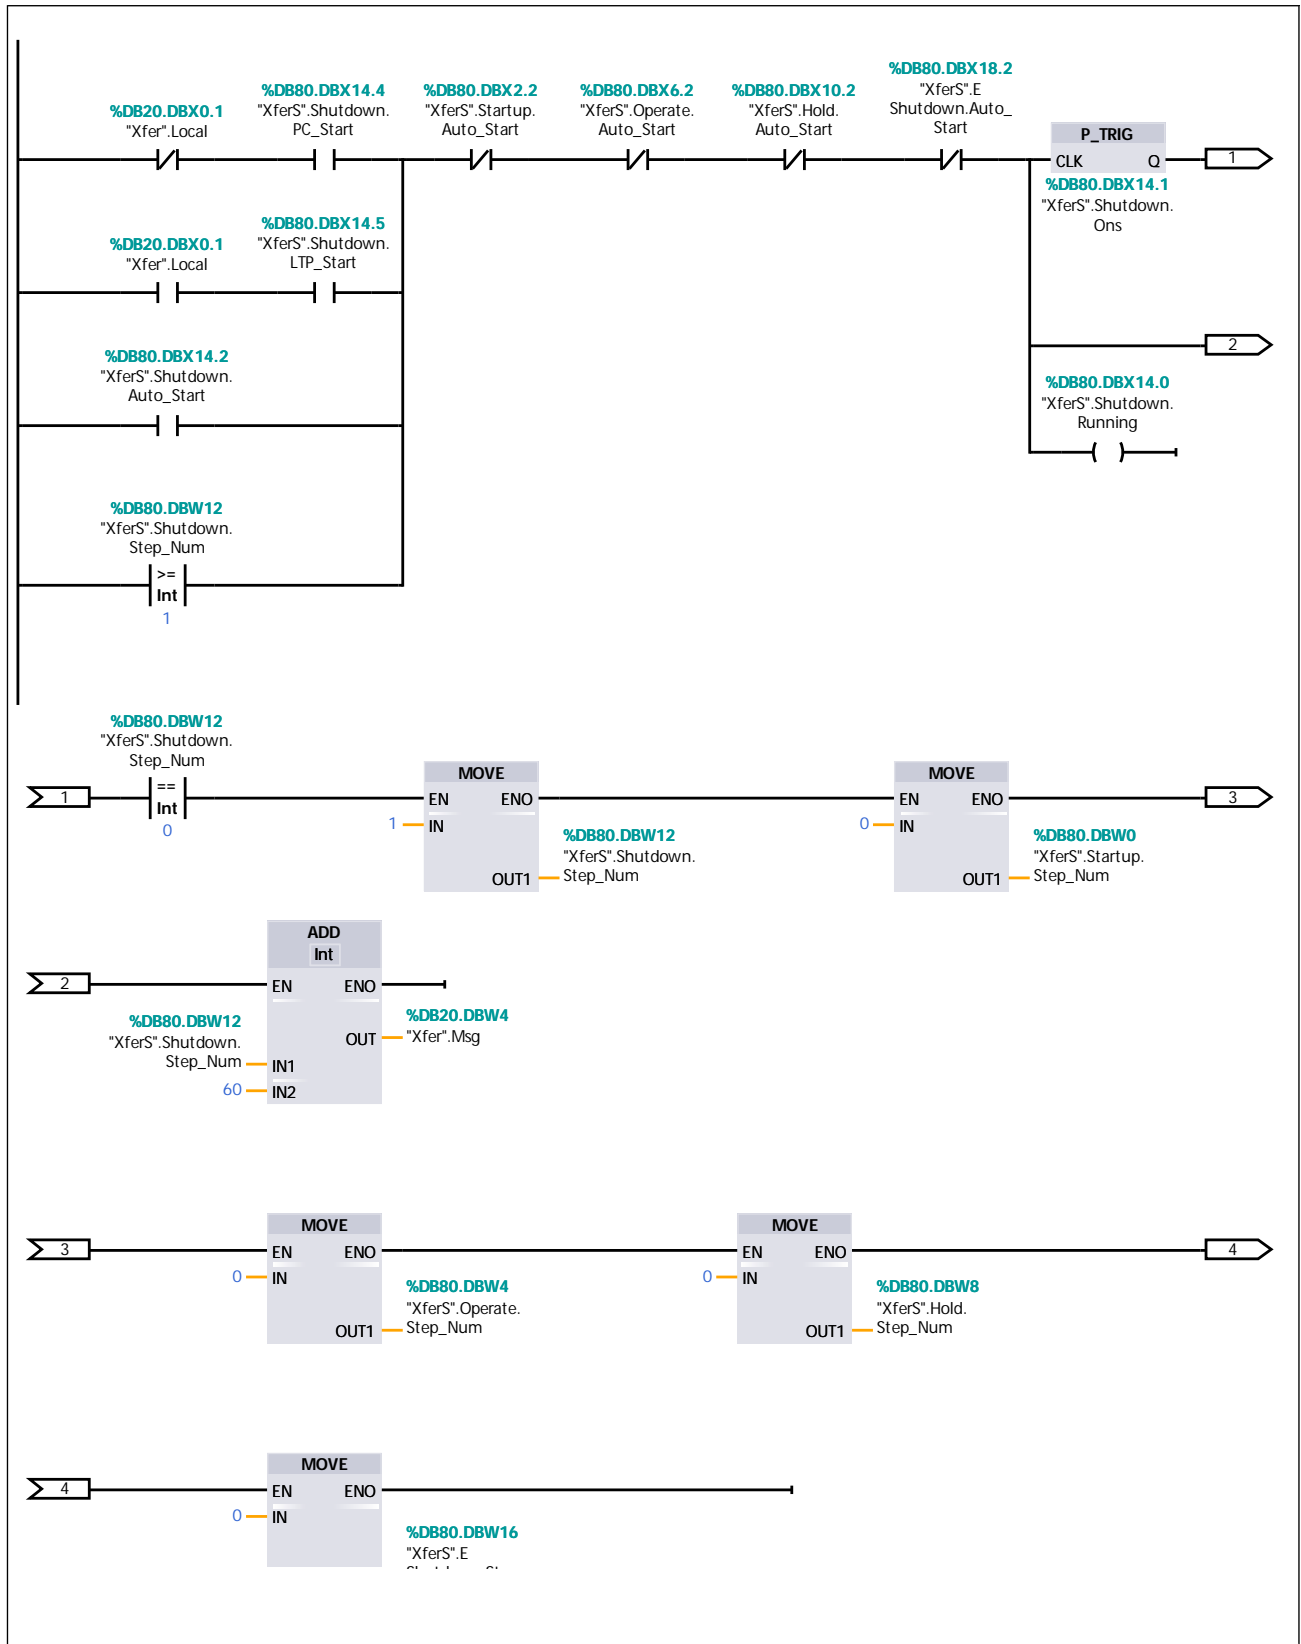 %DB80.DBX18.2
"XferS".E
Shutdown.Auto_
Start
%DB20.DBX0.1
"Xfer".Local
%DB80.DBX14.4
"XferS".Shutdown.
PC_Start
%DB80.DBX2.2
"XferS".Startup.
Auto_Start
%DB80.DBX6.2
"XferS".Operate.
Auto_Start
%DB80.DBX10.2
"XferS".Hold.
Auto_Start
P_TRIG
CLK Q
1
%DB80.DBX14.1
"XferS".Shutdown.
Ons
%DB20.DBX0.1
"Xfer".Local
%DB80.DBX14.5
"XferS".Shutdown.
LTP_Start
2
%DB80.DBX14.2
"XferS".Shutdown.
Auto_Start
%DB80.DBX14.0
"XferS".Shutdown.
Running
%DB80.DBW12
"XferS".Shutdown.
Step_Num
>=
Int
1
%DB80.DBW12
"XferS".Shutdown.
Step_Num
1
==
Int
0
MOVE
EN ENO
1 IN
OUT1
%DB80.DBW12
"XferS".Shutdown.
Step_Num
MOVE
EN ENO
0 IN
OUT1
%DB80.DBW0
"XferS".Startup.
Step_Num
3
ADD
Int
2
EN ENO
%DB80.DBW12
"XferS".Shutdown.
Step_Num IN1
60 IN2
OUT
%DB20.DBW4
"Xfer".Msg
3
MOVE
EN ENO
0 IN
OUT1
%DB80.DBW4
"XferS".Operate.
Step_Num
MOVE
EN ENO
0 IN
OUT1
%DB80.DBW8
"XferS".Hold.
Step_Num
4
4
MOVE
EN ENO
0 IN
%DB80.DBW16
"XferS".E